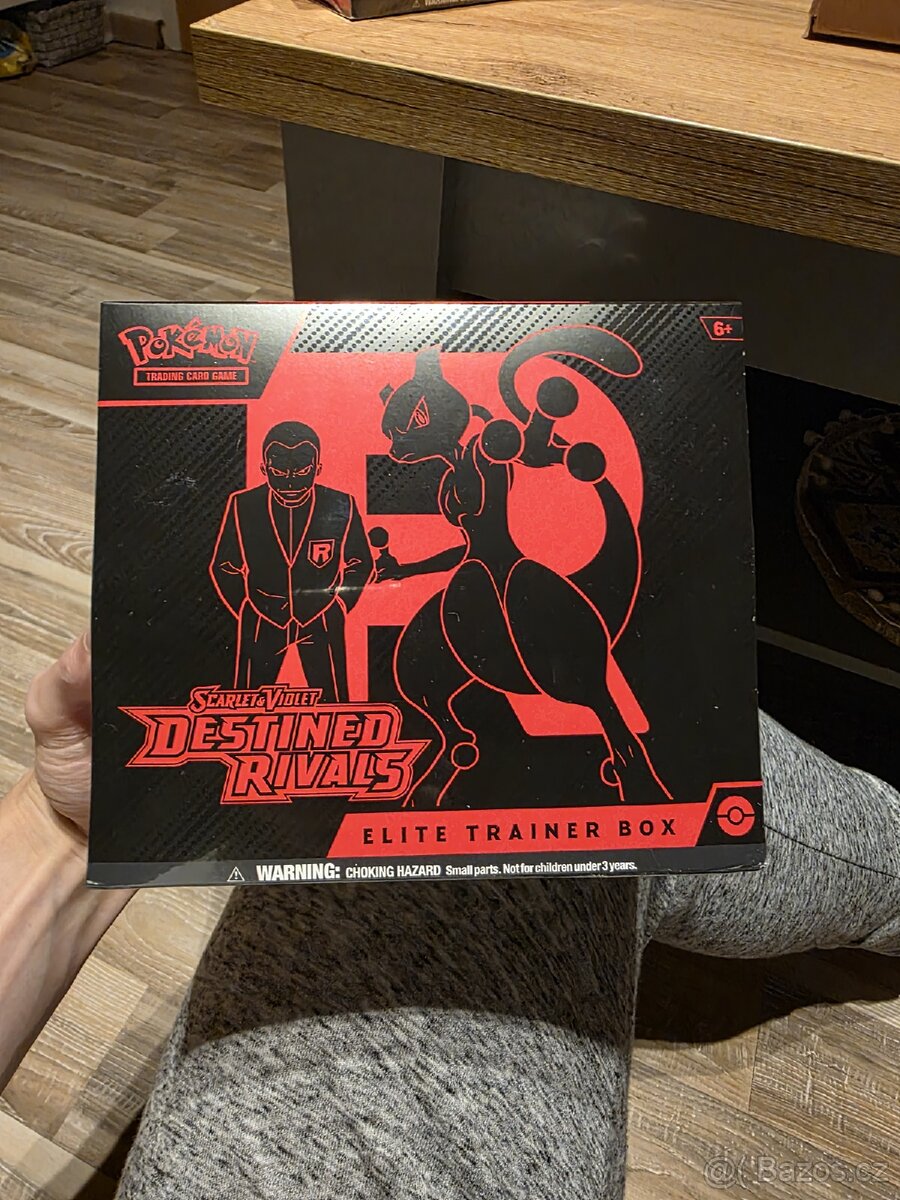 POKéMON
TRADING CARD GAME
6+
R
SCARLET & VIOLET
DESTINED
RIVALS
ELITE TRAINER BOX
WARNING: CHOKING HAZARD Small parts. Not for children under 3 years.
@( Bazos.cz